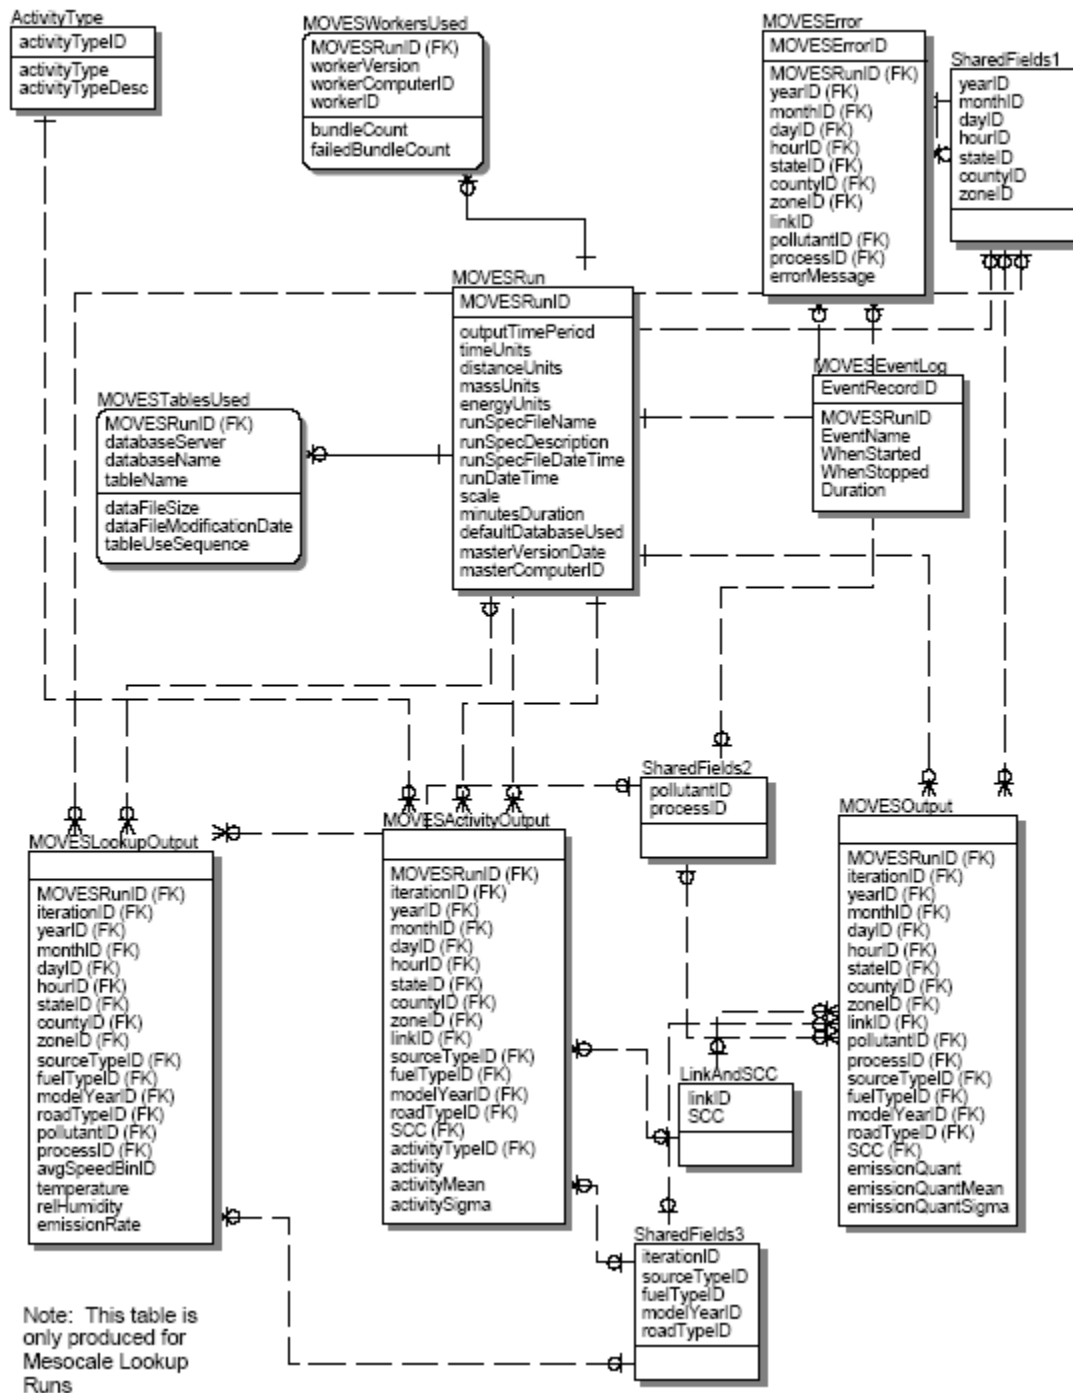 ActivityType
activityTypeID
activityType
activityTypeDesc
MOVESWorkersUsed
MOVESRunID (FK)
workerVersion
workerComputerID
workerID
bundleCount
failedBundleCount
MOVESError
MOVESErrorID
MOVESRunID (FK)
yearID (FK)
monthID (FK)
dayID (FK)
hourID (FK)
stateID (FK)
countyID (FK)
zoneID (FK)
linkID
pollutantID (FK)
processID (FK)
errorMessage
SharedFields1
yearID
monthID
dayID
hourID
stateID
countyID
zoneID
MOVESRun
MOVESRunID
outputTimePeriod
timeUnits
distanceUnits
massUnits
energyUnits
runSpecFileName
runSpecDescription
runSpecFileDateTime
runDateTime
scale
minutesDuration
defaultDatabaseUsed
masterVersionDate
masterComputerID
MOVESEventLog
EventRecordID
MOVESRunID
EventName
WhenStarted
WhenStopped
Duration
MOVESTablesUsed
MOVESRunID (FK)
databaseServer
databaseName
tableName
dataFileSize
dataFileModificationDate
tableUseSequence
SharedFields2
pollutantID
processID
MOVESLookupOutput
MOVESRunID (FK)
iterationID (FK)
yearID (FK)
monthID (FK)
dayID (FK)
hourID (FK)
stateID (FK)
countyID (FK)
zoneID (FK)
sourceTypeID (FK)
fuelTypeID (FK)
modelYearID (FK)
roadTypeID (FK)
pollutantID (FK)
processID (FK)
avgSpeedBinID
temperature
relHumidity
emissionRate
MOVESActivityOutput
MOVESRunID (FK)
iterationID (FK)
yearID (FK)
monthID (FK)
dayID (FK)
hourID (FK)
stateID (FK)
countyID (FK)
zoneID (FK)
linkID (FK)
sourceTypeID (FK)
fuelTypeID (FK)
modelYearID (FK)
roadTypeID (FK)
SCC (FK)
activityTypeID (FK)
activity
activityMean
activitySigma
MOVESOutput
MOVESRunID (FK)
iterationID (FK)
yearID (FK)
monthID (FK)
dayID (FK)
hourID (FK)
stateID (FK)
countyID (FK)
zoneID (FK)
linkID (FK)
pollutantID (FK)
processID (FK)
sourceTypeID (FK)
fuelTypeID (FK)
modelYearID (FK)
roadTypeID (FK)
SCC (FK)
emissionQuant
emissionQuantMean
emissionQuantSigma
LinkAndSCC
linkID
SCC
SharedFields3
iterationID
sourceTypeID
fuelTypeID
modelYearID
roadTypeID
Note: This table is
only produced for
Mesocale Lookup
Runs